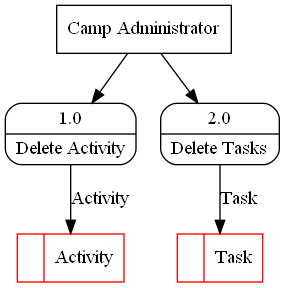 Camp Administrator
1.0
Delete Activity
2.0
Delete Tasks
Activity
Task
Activity
Task